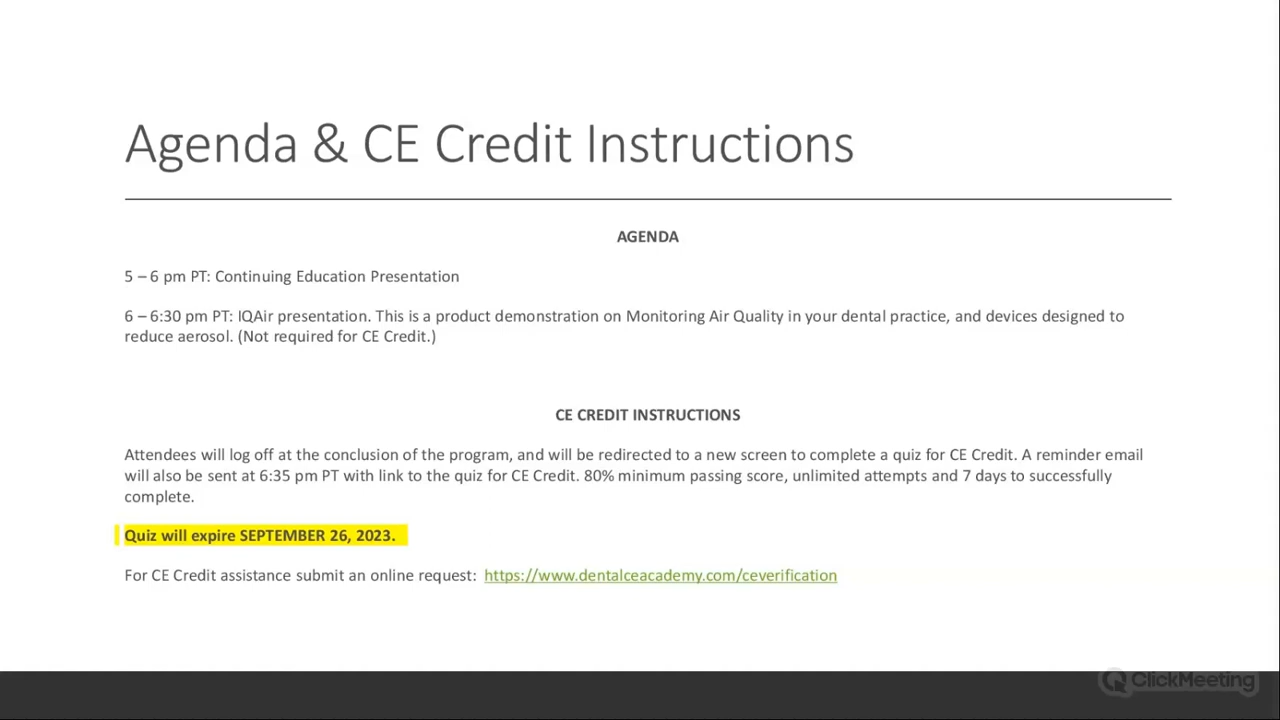 Agenda & CE Credit Instructions
AGENDA
5 – 6 pm PT: Continuing Education Presentation
6 – 6:30 pm PT: IQAir presentation. This is a product demonstration on Monitoring Air Quality in your dental practice, and devices designed to
reduce aerosol. (Not required for CE Credit.)
CE CREDIT INSTRUCTIONS
Attendees will log off at the conclusion of the program, and will be redirected to a new screen to complete a quiz for CE Credit. A reminder email
will also be sent at 6:35 pm PT with link to the quiz for CE Credit. 80% minimum passing score, unlimited attempts and 7 days to successfully
complete.
Quiz will expire SEPTEMBER 26, 2023.
For CE Credit assistance submit an online request: https://www.dentalceacademy.com/ceverification
ClickMeeting